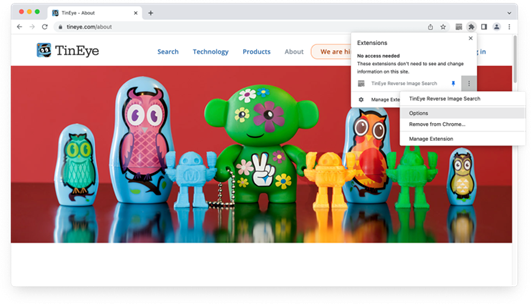 TinEye - About
tineye.com/about
TinEye
Search
Technology
Products
About
We are hi
g in
Extensions
No access needed
These extensions don't need to see and change
information on this site.
TinEye Reverse Image Search
Manage Exte
TinEye Reverse Image Search
Options
Remove from Chrome...
Manage Extension